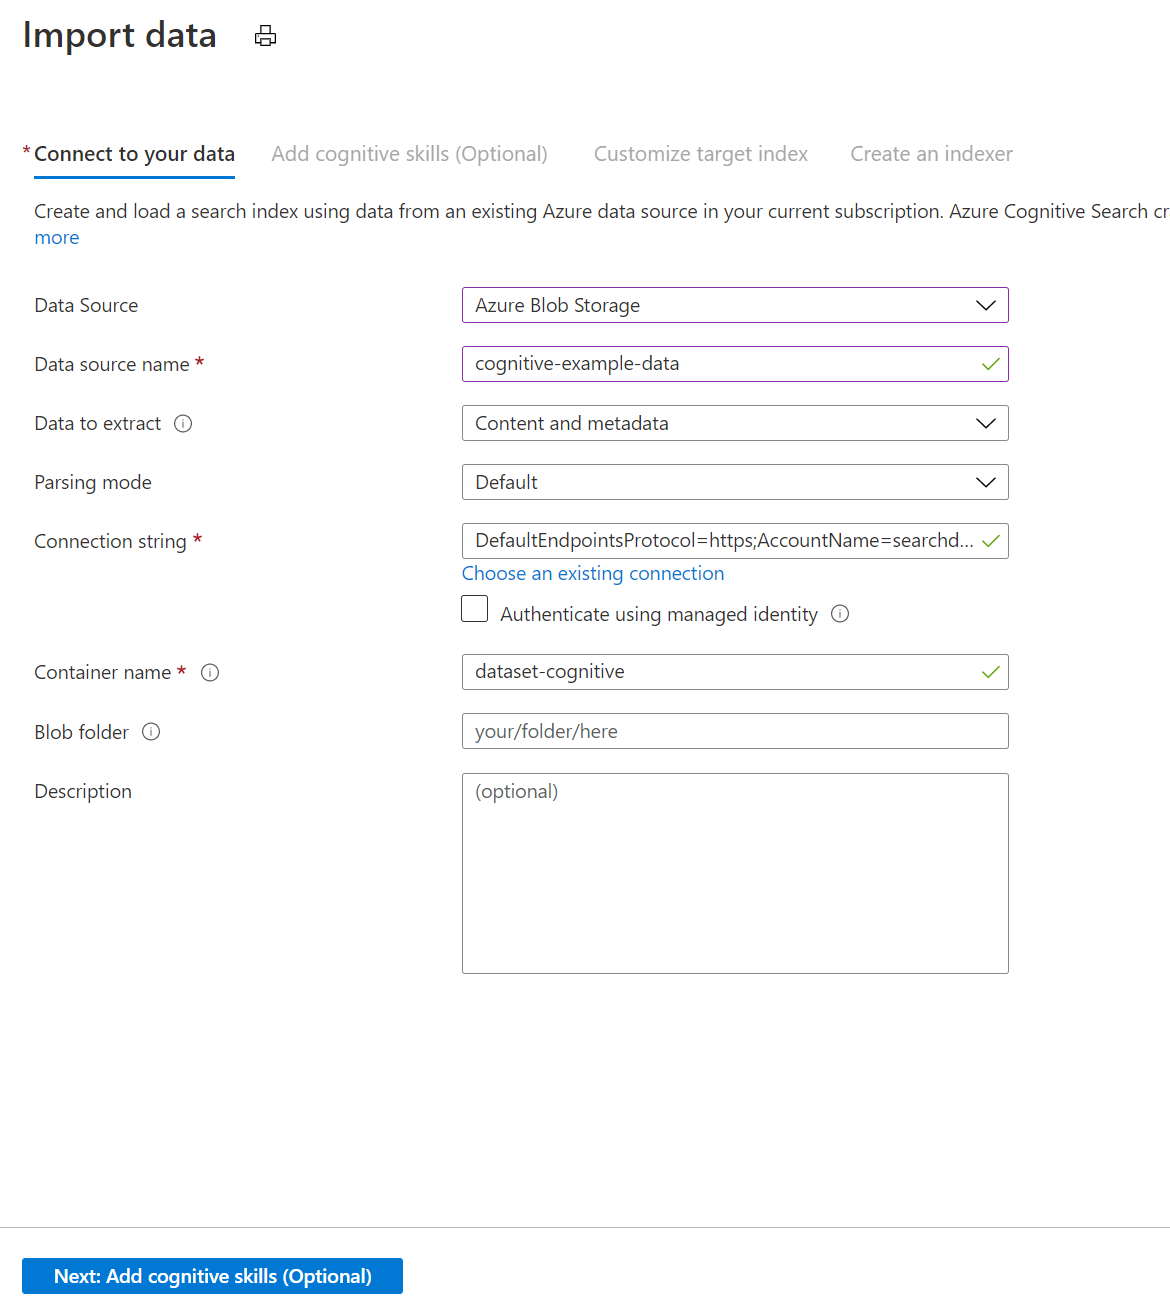 Import data
* Connect to your data Add cognitive skills (Optional) Customize target index Create an indexer
Create and load a search index using data from an existing Azure data source in your current subscription. Azure Cognitive Search cr
more
Data Source Azure Blob Storage
Data source name * cognitive-example-data
Data to extract Content and metadata
Parsing mode Default
Connection string * DefaultEndpointsProtocol=https;AccountName=searchd...
Choose an existing connection
Authenticate using managed identity
Container name * dataset-cognitive
Blob folder your/folder/here
Description (optional)
Next: Add cognitive skills (Optional)